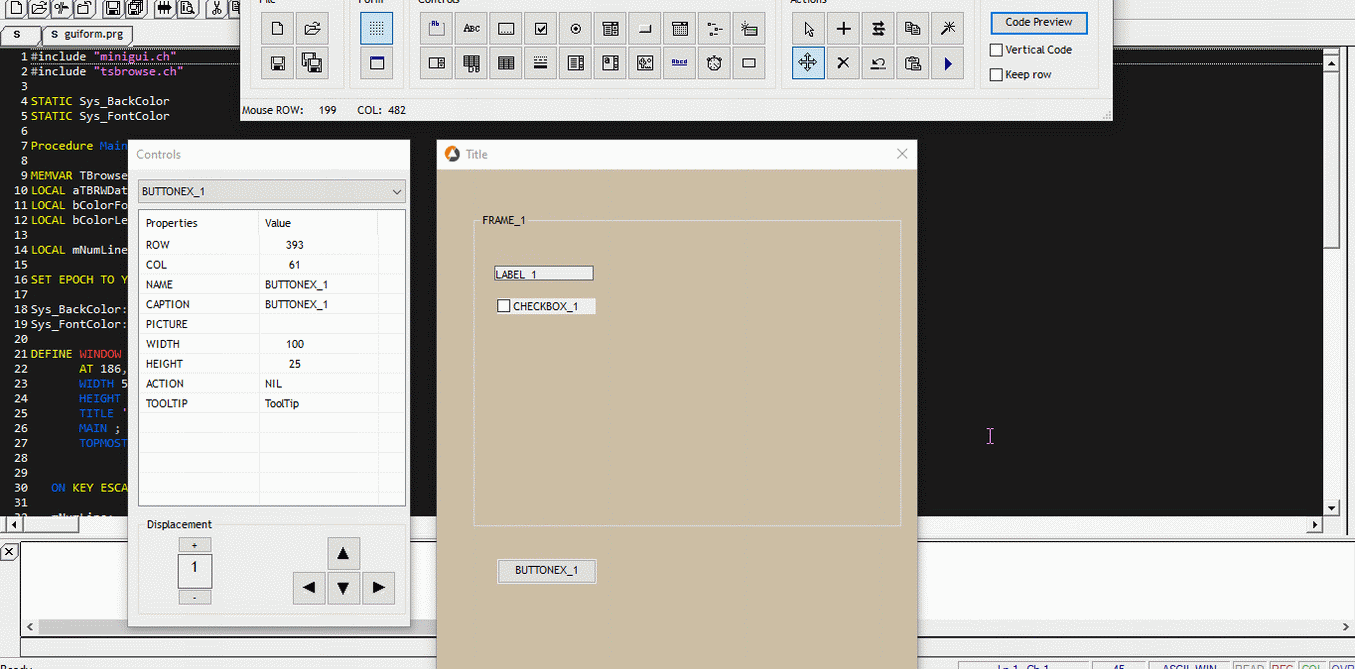 File
Form
Controls
Actions
Code Preview
Vertical Code
Keep row
Mouse ROW: 199 COL: 482
S
S guiform.prg
1 #include "minigui.ch"
2 #include "tsbrowse.ch"
3
4 STATIC Sys_BackColor
5 STATIC Sys_FontColor
6
7 Procedure Main
8
9 MEMVAR TBrowse
10 LOCAL aTBRWDat
11 LOCAL bColorFo
12 LOCAL bColorLe
13
14 LOCAL mNumLine
15
16 SET EPOCH TO Y
17
18 Sys_BackColor:
19 Sys_FontColor:
20
21 DEFINE WINDOW
22 AT 186,
23 WIDTH 5
24 HEIGHT
25 TITLE '
26 MAIN ;
27 TOPMOST
28
29
30 ON KEY ESCA
31
Controls
BUTTONEX_1
Properties Value
ROW 393
COL 61
NAME BUTTONEX_1
CAPTION BUTTONEX_1
PICTURE
WIDTH 100
HEIGHT 25
ACTION NIL
TOOLTIP ToolTip
Displacement
+
1
-
Title
FRAME_1
LABEL_1
CHECKBOX_1
BUTTONEX_1
Ready
Ln 1, Ch 1 45 ASCII, WIN READ REC COL OVR